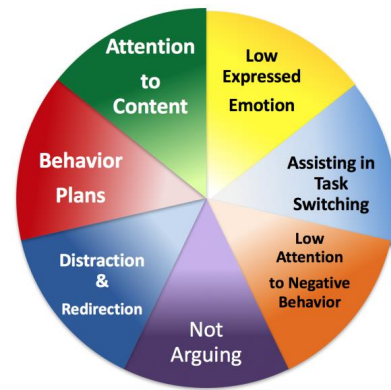 Attention
to
Content
Low
Expressed
Emotion
Assisting in
Task
Switching
Low
Attention
to Negative
Behavior
Not
Arguing
Distraction
&
Redirection
Behavior
Plans